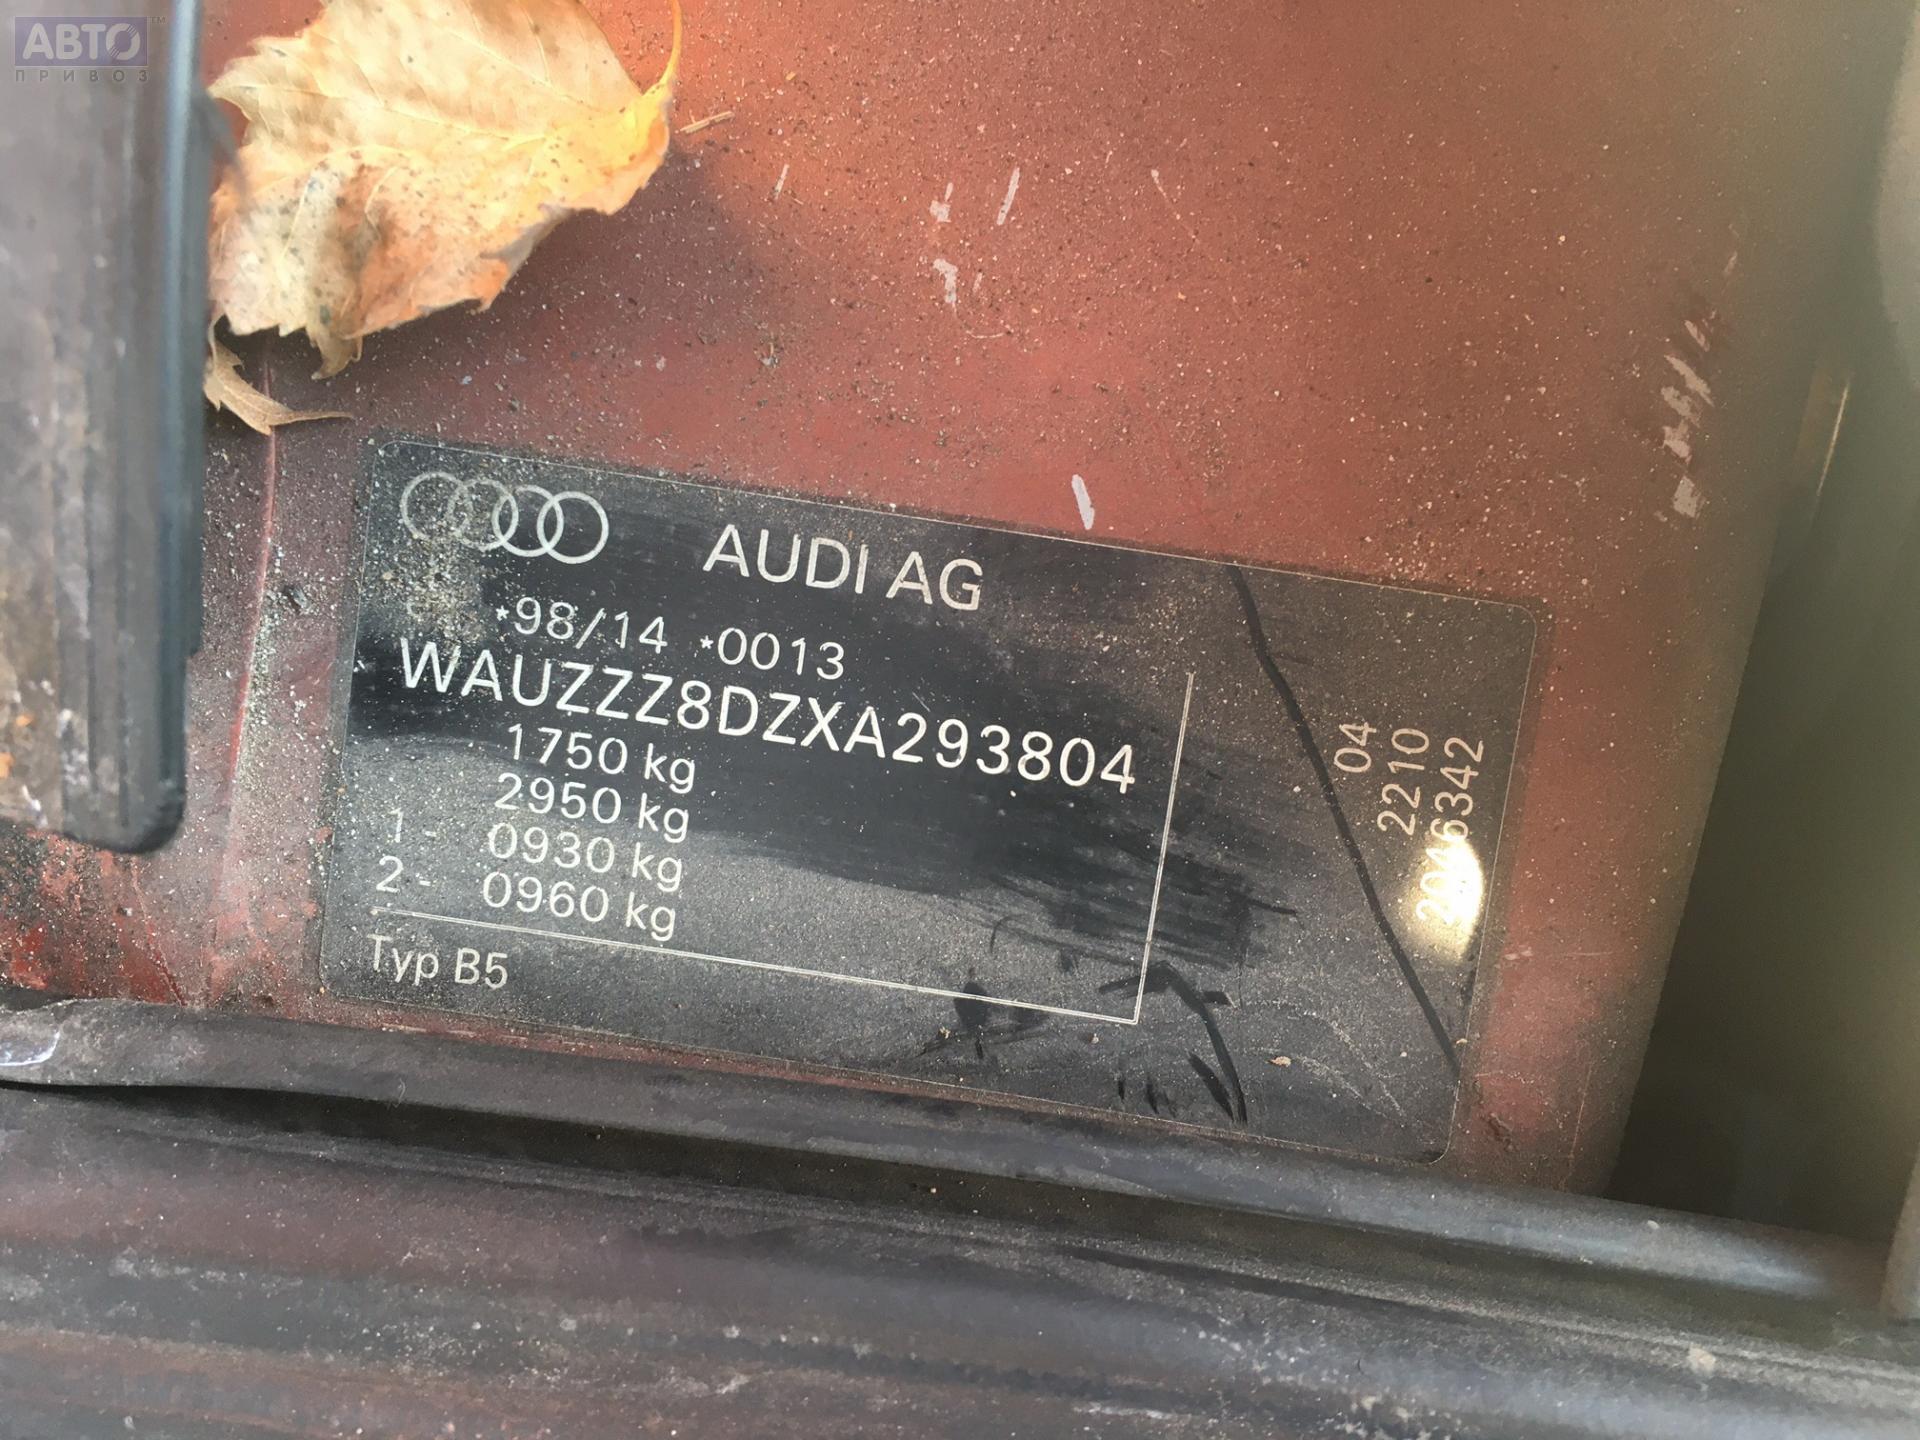 АВТО™
ПРИВОЗ
AUDI AG
*98/14 *0013
WAUZZZ8DZXA293804
1750 kg
2950 kg
1 - 0930 kg
2 - 0960 kg
Typ B5
04
2210
2046342